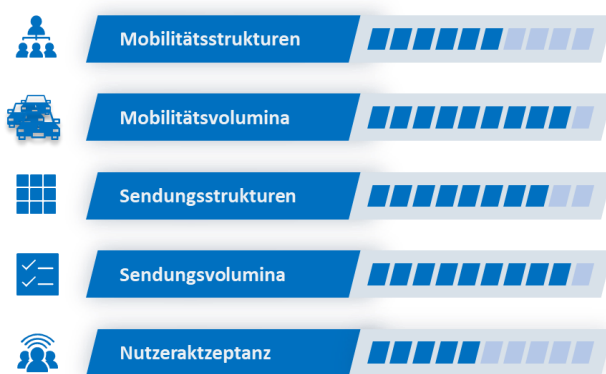 Mobilitätsstrukturen
Mobilitätsvolumina
Sendungsstrukturen
Sendungsvolumina
Nutzeraktzeptanz